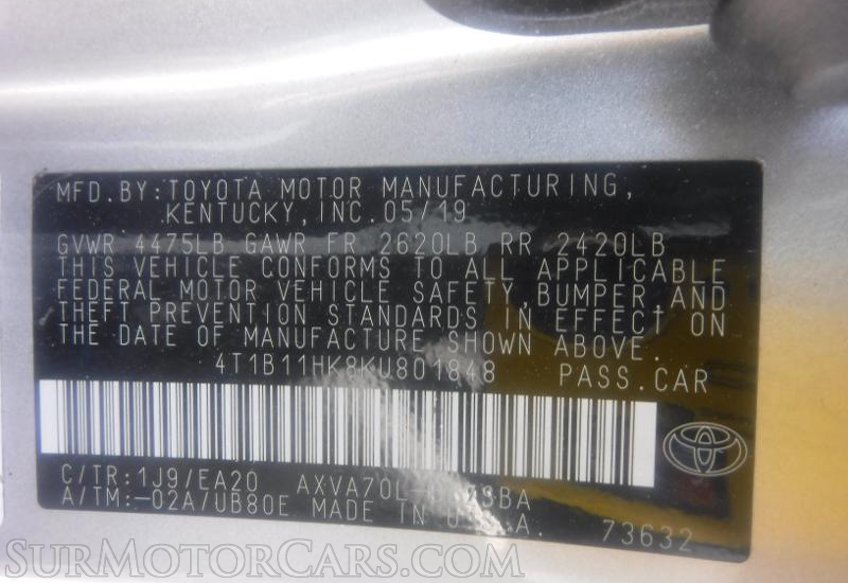 MFD.BY:TOYOTA MOTOR MANUFACTURING,
KENTUCKY,INC.05/19
GVWR 4475LB GAWR FR 2620LB RR 2420LB
THIS VEHICLE CONFORMS TO ALL APPLICABLE
FEDERAL MOTOR VEHICLE SAFETY,BUMPER,AND
THEFT PREVENTION STANDARDS IN EFFECT ON
THE DATE OF MANUFACTURE SHOWN ABOVE.
4T1B11HK8KU801848 PASS.CAR
C/TR:1J9/EA20
A/TM:-02A/UB80E MADE IN U.S.A. 73632
SURMOTORCARS.COM